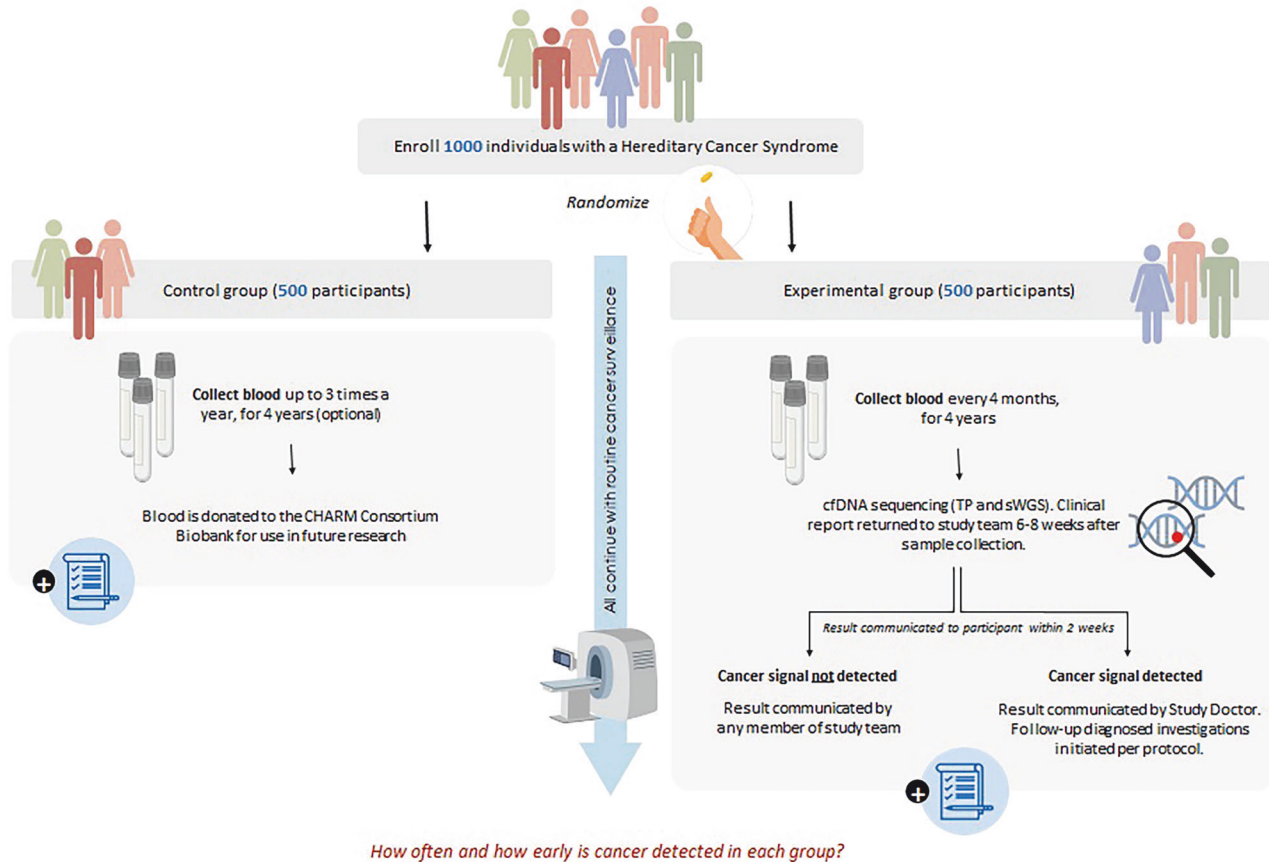 Enroll 1000 individuals with a Hereditary Cancer Syndrome
Randomize
Control group (500 participants)
Collect blood up to 3 times a
year, for 4 years (optional)
Blood is donated to the CHARM Consortium
Biobank for use in future research
+
All continue with routine cancer surveillance
Experimental group (500 participants)
Collect blood every 4 months,
for 4 years
cfDNA sequencing (TP and sWGS). Clinical
report returned to study team 6-8 weeks after
sample collection.
Result communicated to participant within 2 weeks
Cancer signal not detected
Result communicated by
any member of study team
Cancer signal detected
Result communicated by Study Doctor.
Follow-up diagnosed investigations
initiated per protocol.
+
How often and how early is cancer detected in each group?